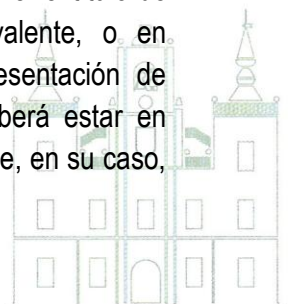 valente, o en
esentación de
berá estar en
e, en su caso,